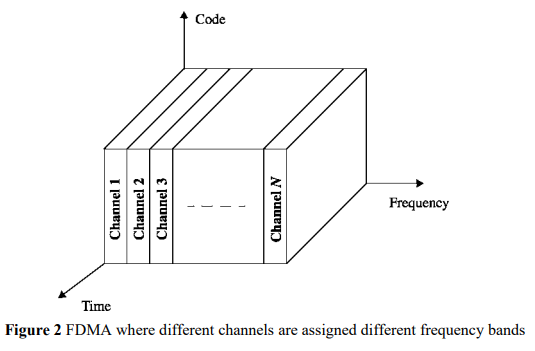 Code
Channel 1
Channel 2
Channel 3
Channel N
Frequency
Time
Figure 2 FDMA where different channels are assigned different frequency bands